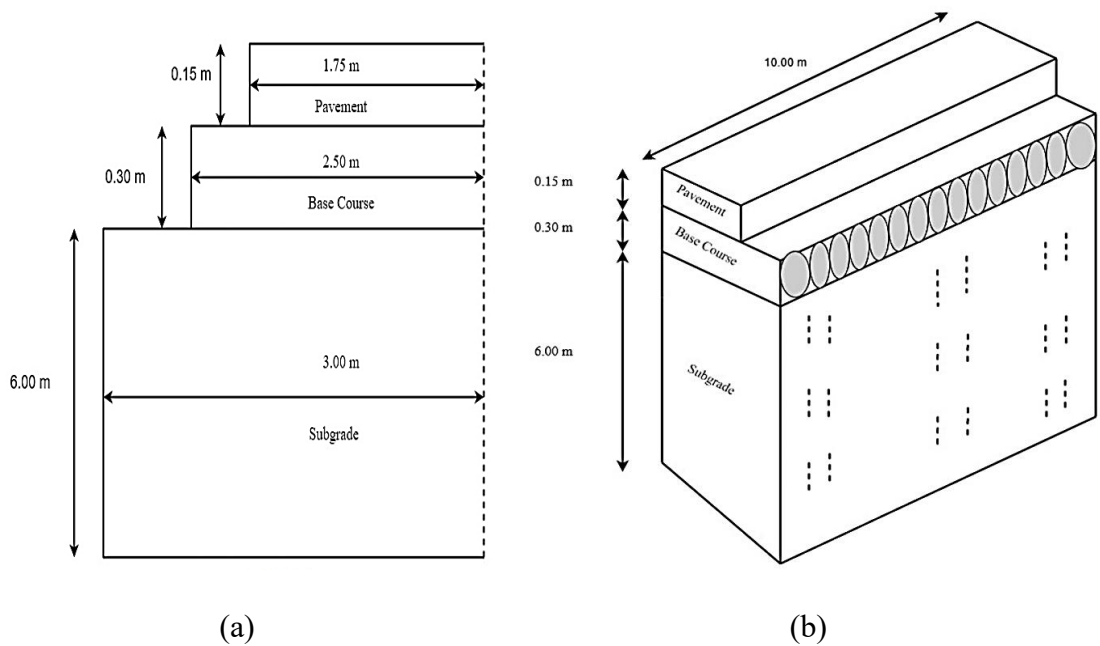 0.15 m
1.75 m
Pavement
0.30 m
2.50 m
Base Course
6.00 m
3.00 m
Subgrade
(a)
10.00 m
0.15 m
Pavement
0.30 m
Base Course
6.00 m
Subgrade
(b)